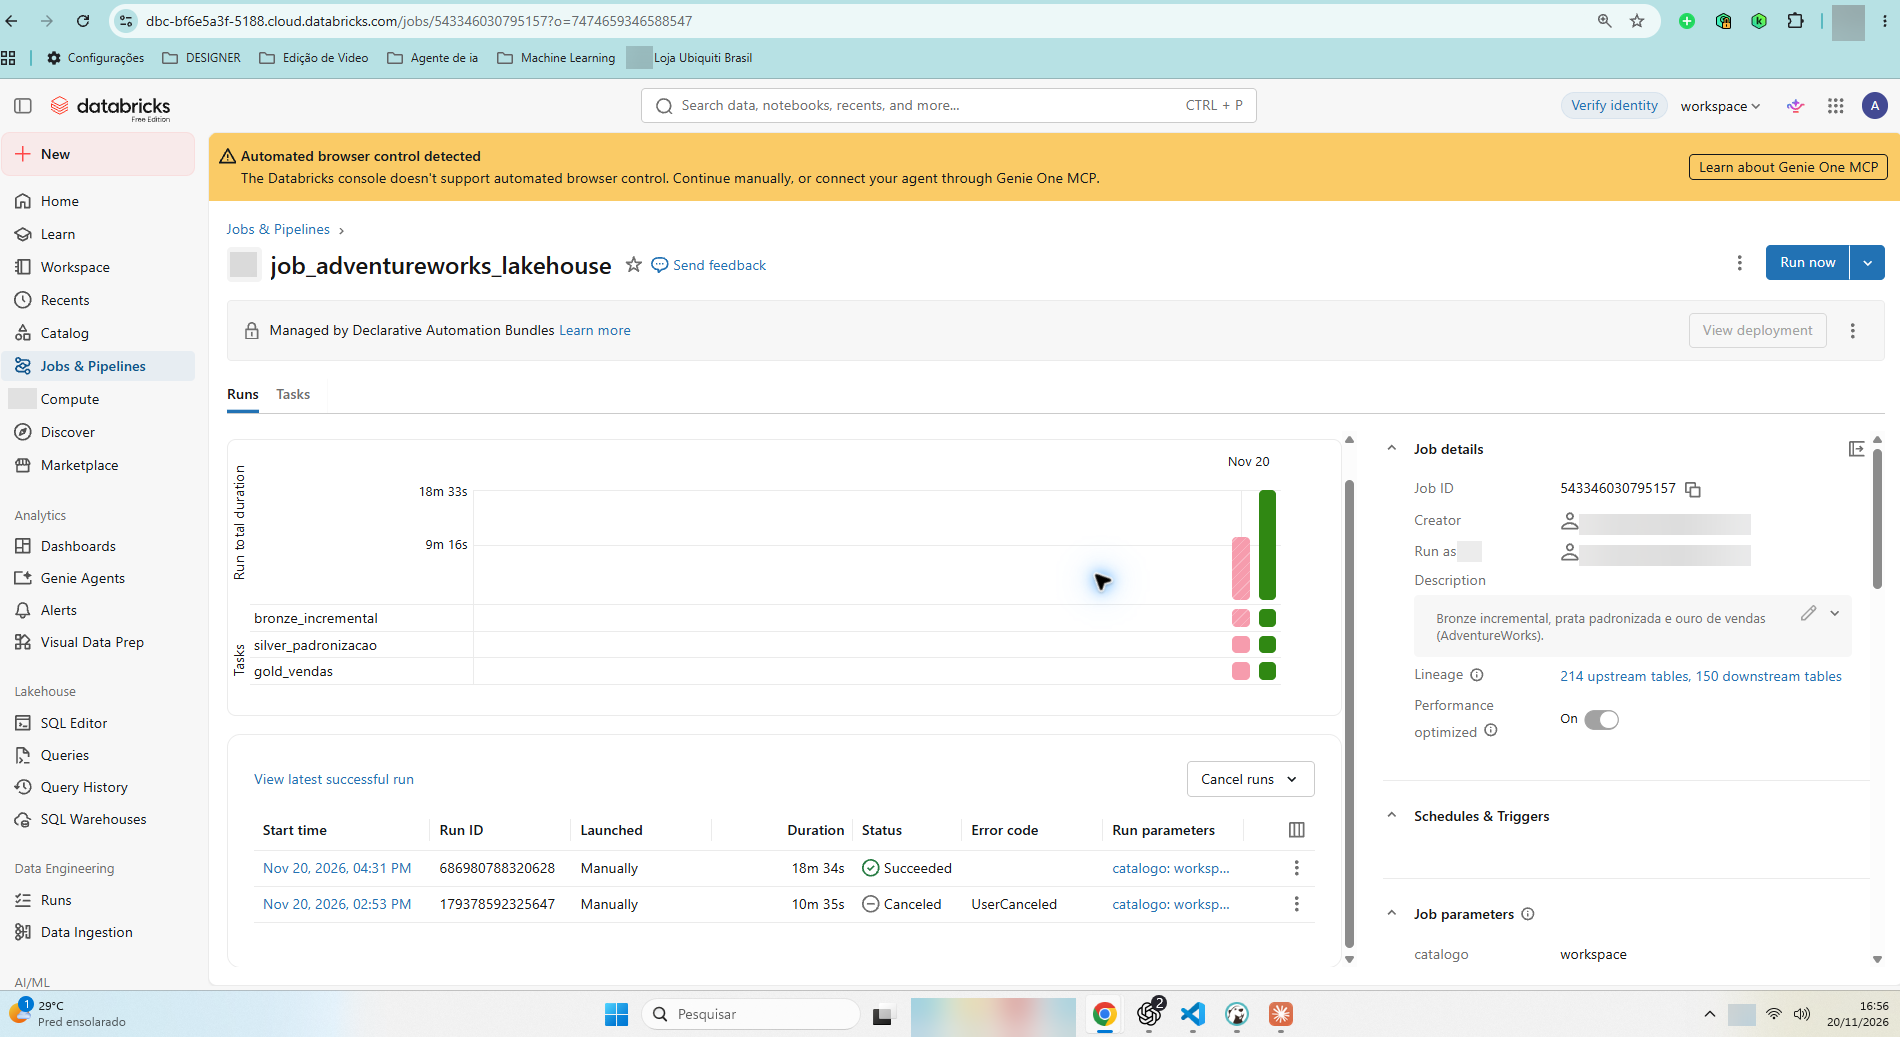 dbc-bf6e5a3f-5188.cloud.databricks.com/jobs/543346030795157?o=7474659346588547
Configurações DESIGNER Edição de Video Agente de ia Machine Learning Loja Ubiquiti Brasil
databricks
Free Edition
Search data, notebooks, recents, and more... CTRL + P
Verify identity
workspace
A
New
Home
Learn
Workspace
Recents
Catalog
Jobs & Pipelines
Compute
Discover
Marketplace
Analytics
Dashboards
Genie Agents
Alerts
Visual Data Prep
Lakehouse
SQL Editor
Queries
Query History
SQL Warehouses
Data Engineering
Runs
Data Ingestion
AI/ML
Automated browser control detected
The Databricks console doesn't support automated browser control. Continue manually, or connect your agent through Genie One MCP.
Learn about Genie One MCP
Jobs & Pipelines ›
job_adventureworks_lakehouse
Send feedback
Run now
Managed by Declarative Automation Bundles Learn more
View deployment
Runs Tasks
Run total duration
Nov 20
18m 33s
9m 16s
Tasks
bronze_incremental
silver_padronizacao
gold_vendas
View latest successful run
Cancel runs
Start time Run ID Launched Duration Status Error code Run parameters
Nov 20, 2026, 04:31 PM 686980788320628 Manually 18m 34s Succeeded catalogo: worksp...
Nov 20, 2026, 02:53 PM 179378592325647 Manually 10m 35s Canceled UserCanceled catalogo: worksp...
Job details
Job ID 543346030795157
Creator
Run as
Description
Bronze incremental, prata padronizada e ouro de vendas
(AdventureWorks).
Lineage 214 upstream tables, 150 downstream tables
Performance
optimized On
Schedules & Triggers
Job parameters
catalogo workspace
1
29°C
Pred ensolarado
Pesquisar
2
16:56
20/11/2026